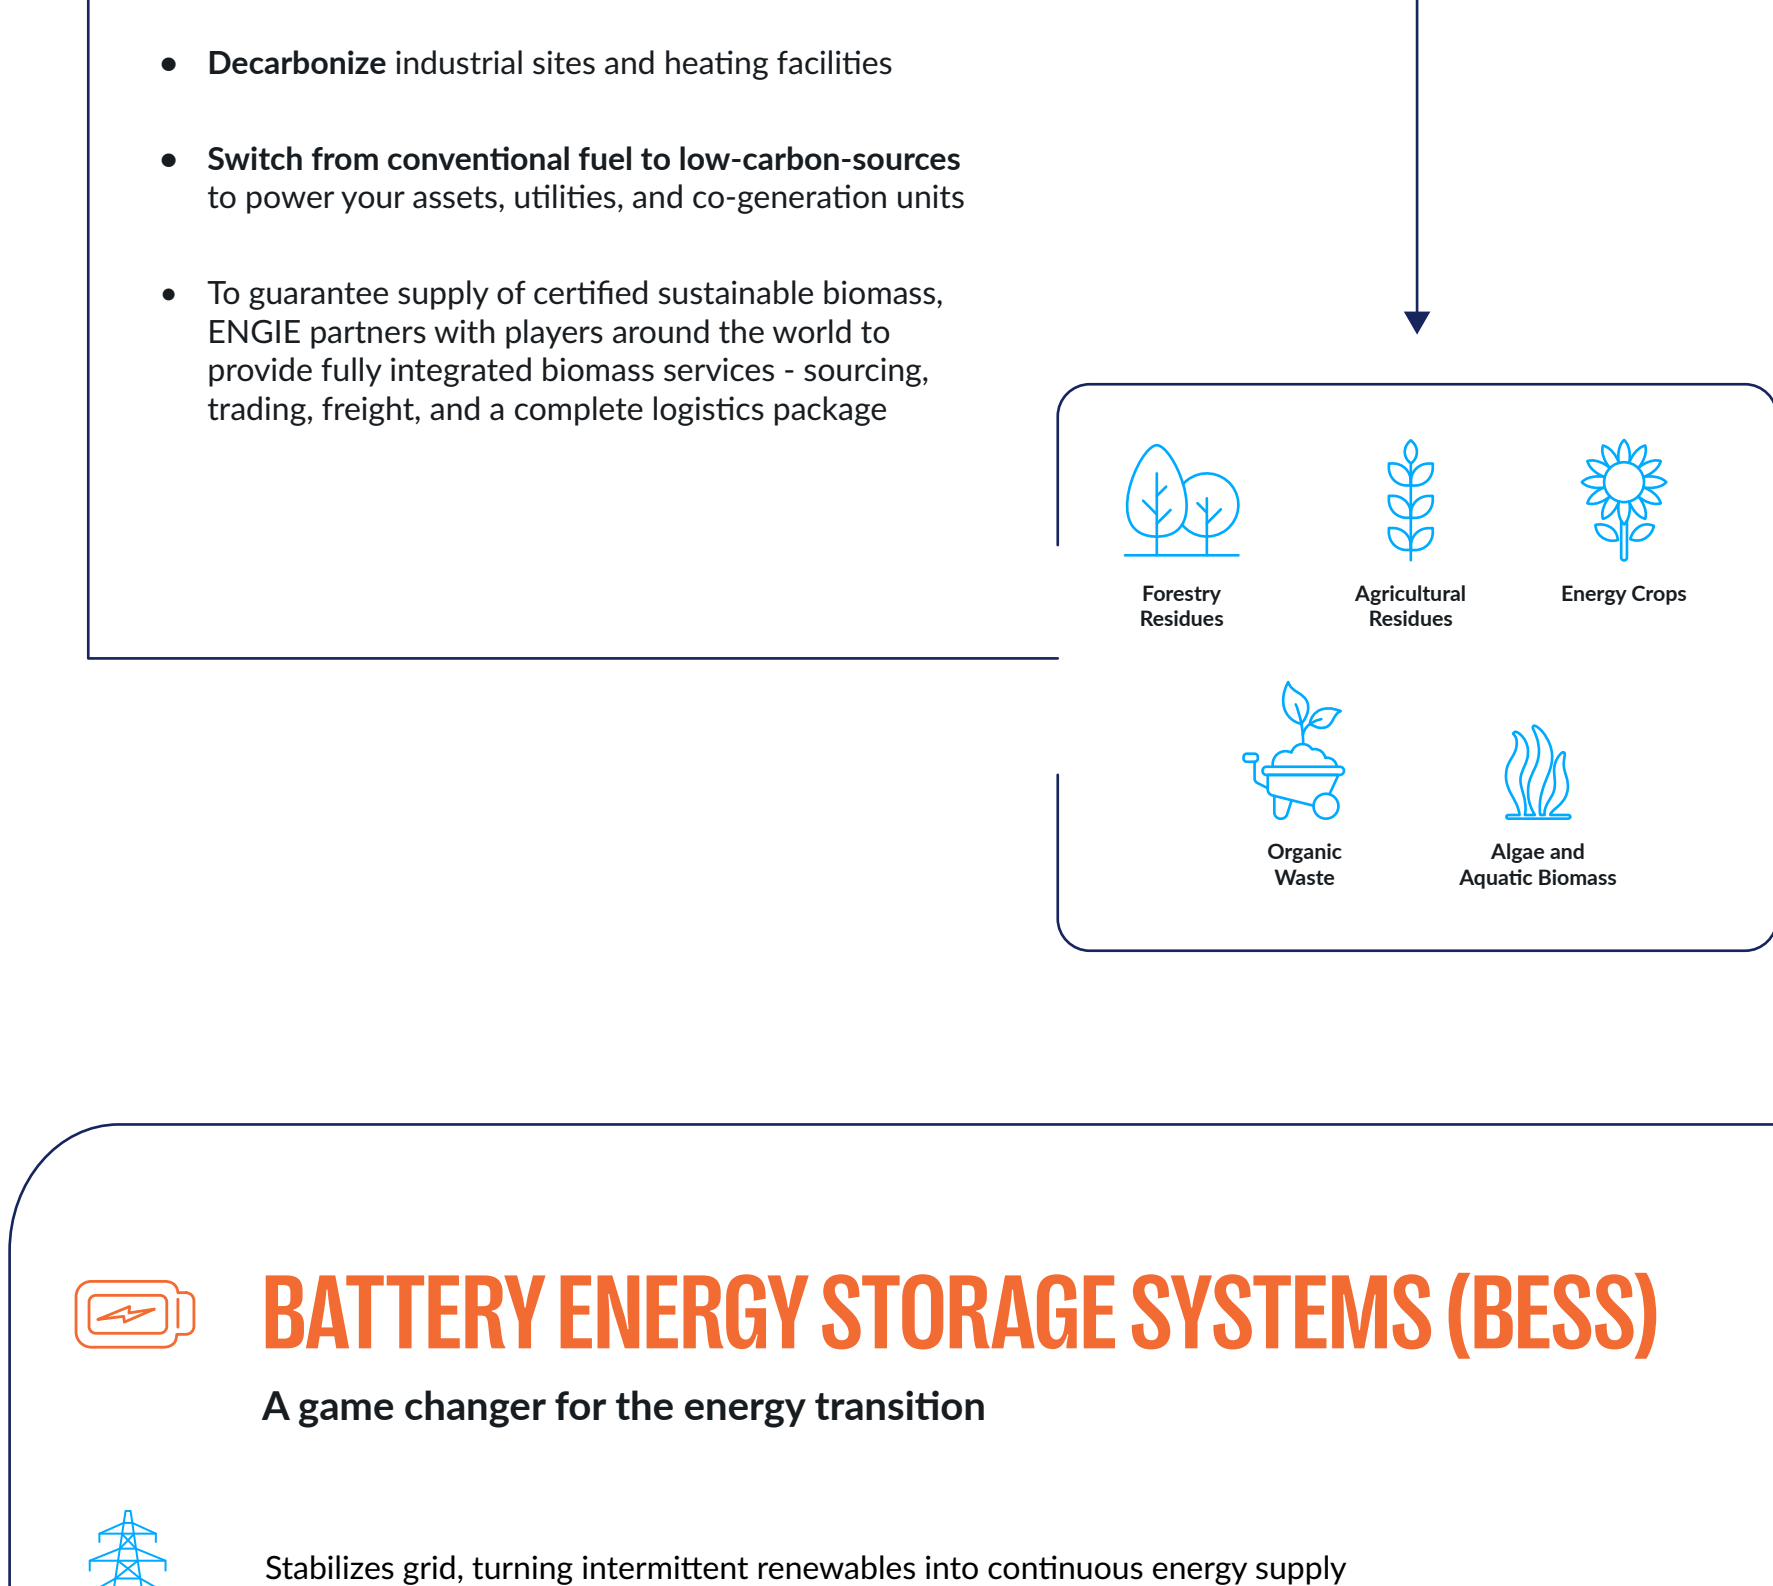 • Decarbonize industrial sites and heating facilities
• Switch from conventional fuel to low-carbon-sources
to power your assets, utilities, and co-generation units
• To guarantee supply of certified sustainable biomass,
ENGIE partners with players around the world to
provide fully integrated biomass services - sourcing,
trading, freight, and a complete logistics package
Forestry
Residues
Agricultural
Residues
Energy Crops
Organic
Waste
Algae and
Aquatic Biomass
BATTERY ENERGY STORAGE SYSTEMS (BESS)
A game changer for the energy transition
Stabilizes grid, turning intermittent renewables into continuous energy supply